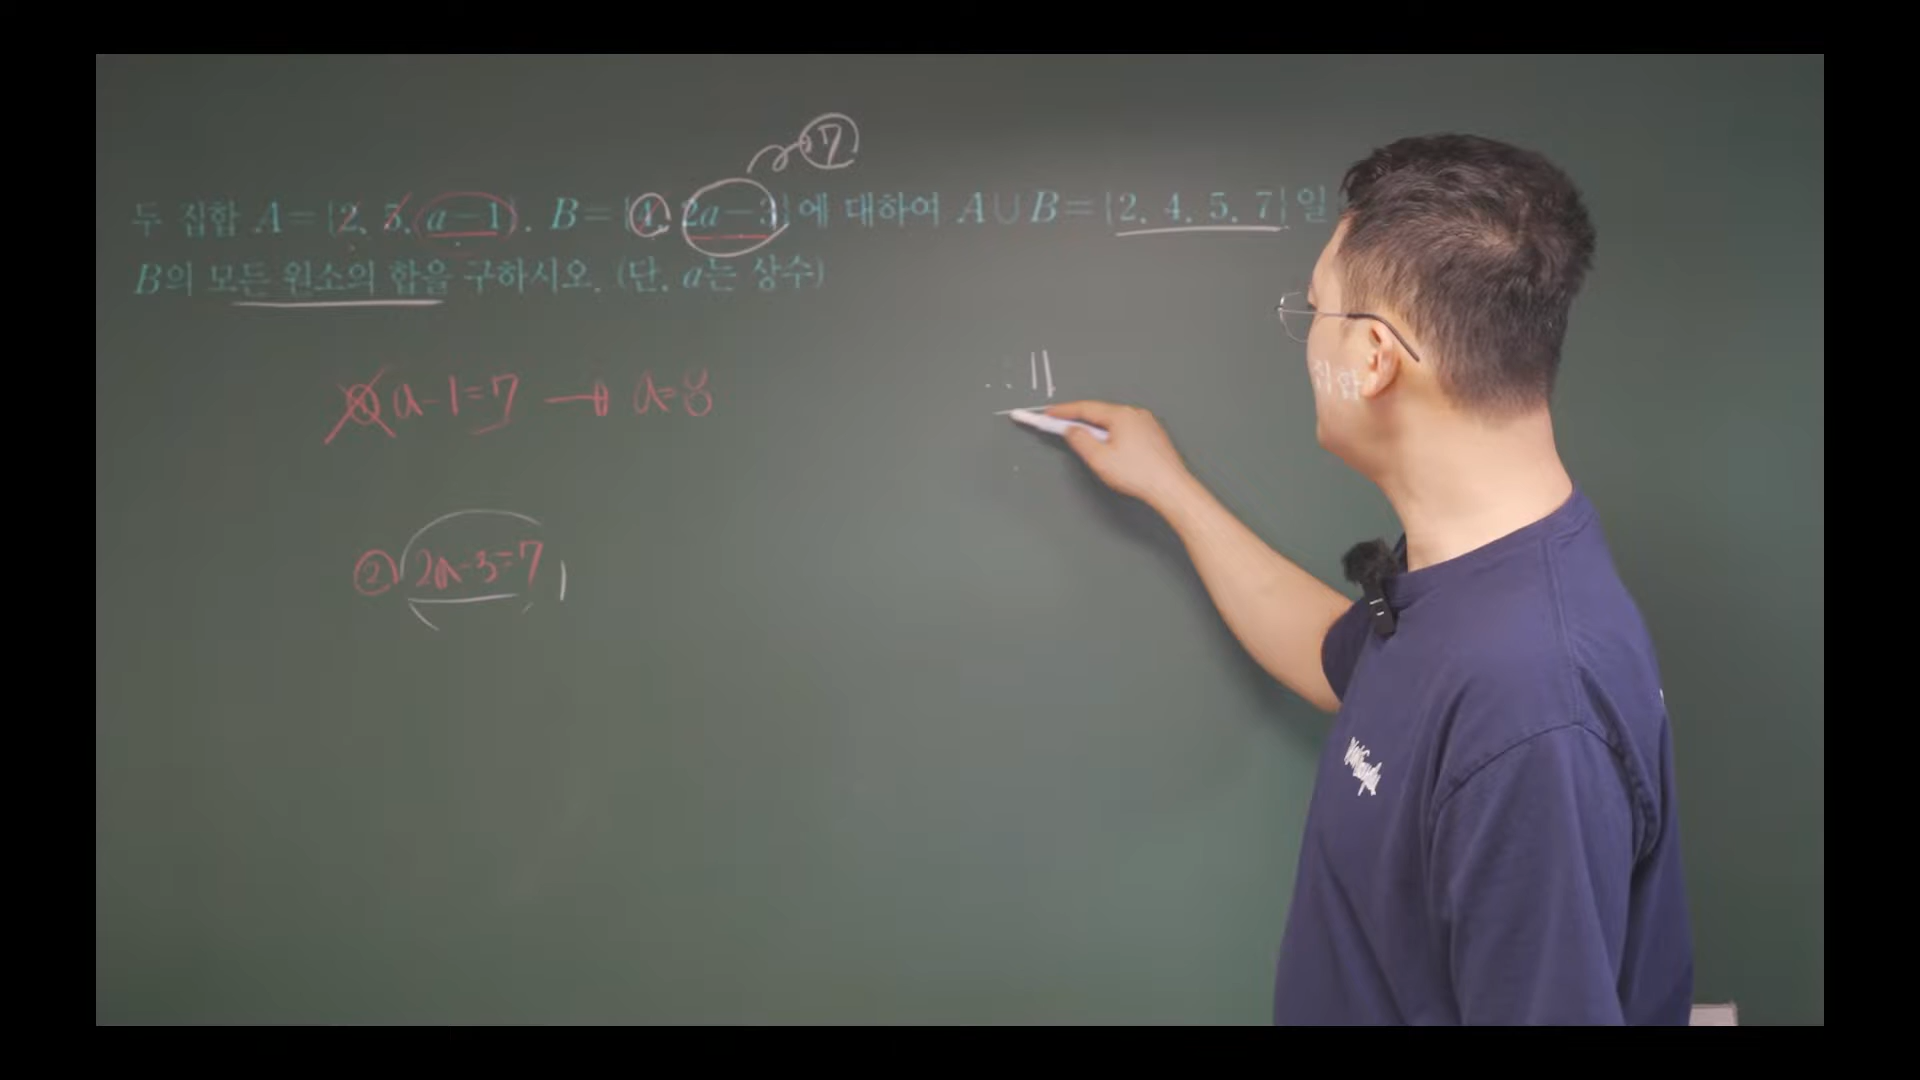 ⑦
두 집합 A={2, 5, a-1}, B={4, 2a-3}에 대하여 A∪B={2, 4, 5, 7}일
B의 모든 원소의 합을 구하시오. (단, a는 상수)
∴ 11
① a-1=7 → a=8
② 2a-3=7